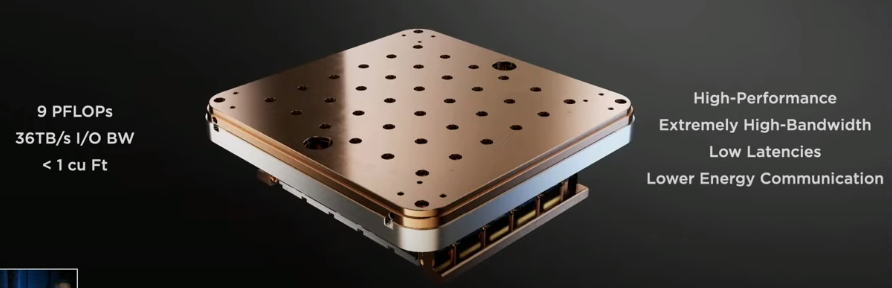 9 PFLOPs
36TB/s I/O BW
< 1 cu Ft
High-Performance
Extremely High-Bandwidth
Low Latencies
Lower Energy Communication